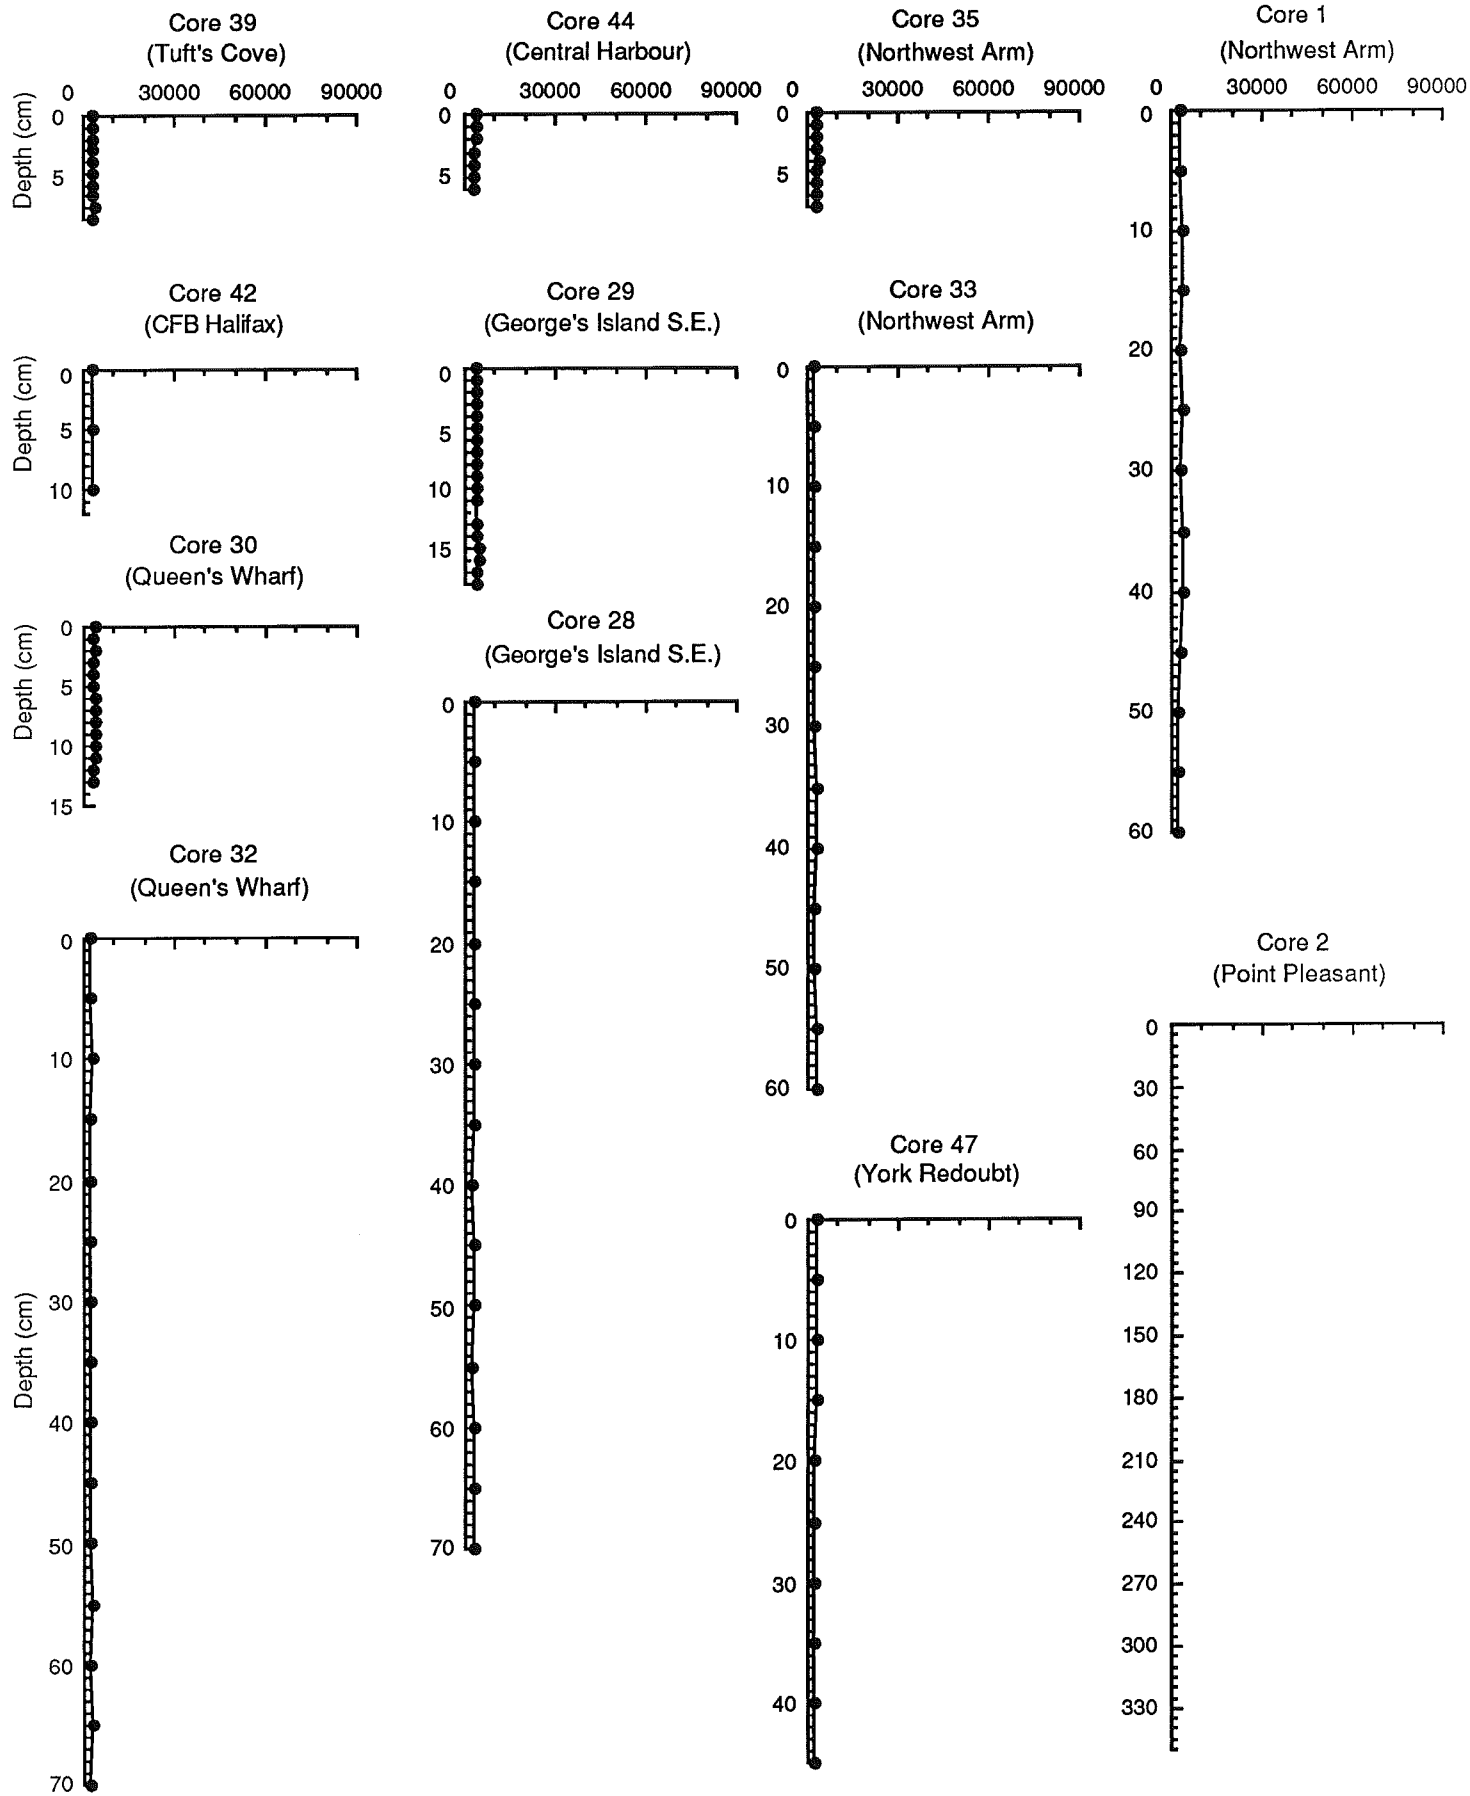 Core 39
(Tuft's Cove)
0 30000 60000 90000
Depth (cm)
0
5
Core 42
(CFB Halifax)
Depth (cm)
0
5
10
Core 30
(Queen's Wharf)
Depth (cm)
0
5
10
15
Core 32
(Queen's Wharf)
Depth (cm)
0
10
20
30
40
50
60
70
Core 44
(Central Harbour)
0 30000 60000 90000
0
5
Core 29
(George's Island S.E.)
0
5
10
15
Core 28
(George's Island S.E.)
0
10
20
30
40
50
60
70
Core 35
(Northwest Arm)
0 30000 60000 90000
0
5
Core 33
(Northwest Arm)
0
10
20
30
40
50
60
Core 47
(York Redoubt)
0
10
20
30
40
Core 1
(Northwest Arm)
0 30000 60000 90000
0
10
20
30
40
50
60
Core 2
(Point Pleasant)
0
30
60
90
120
150
180
210
240
270
300
330